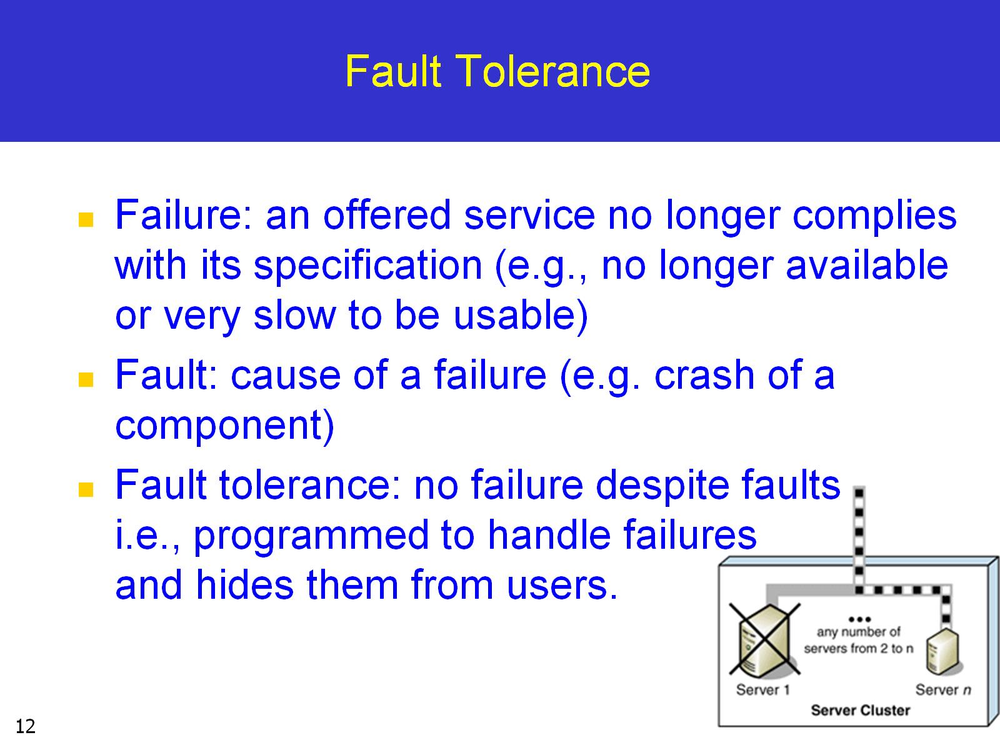 Fault Tolerance
Failure: an offered service no longer complies
with its specification (e.g., no longer available
or very slow to be usable)
Fault: cause of a failure (e.g. crash of a
component)
Fault tolerance: no failure despite faults
i.e., programmed to handle failures
and hides them from users.
...
any number of
servers from 2 to n
Server 1
Server n
Server Cluster
12